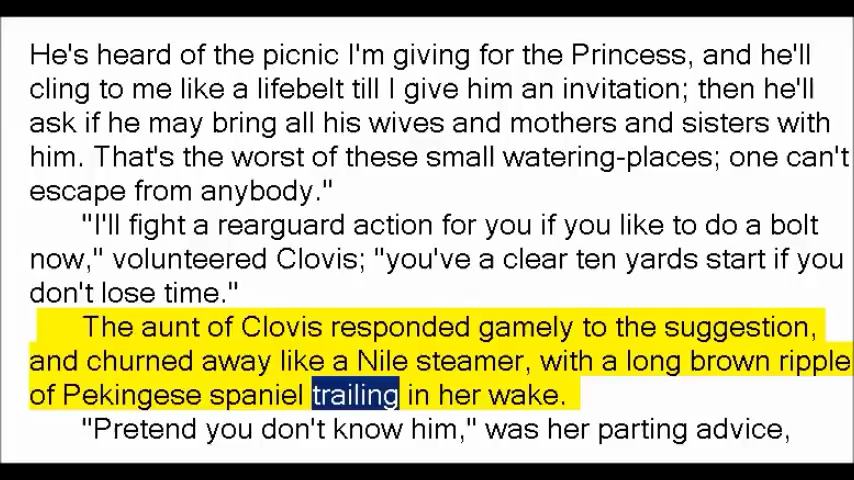 He's heard of the picnic I'm giving for the Princess, and he'll
cling to me like a lifebelt till I give him an invitation; then he'll
ask if he may bring all his wives and mothers and sisters with
him. That's the worst of these small watering-places; one can't
escape from anybody."
"I'll fight a rearguard action for you if you like to do a bolt
now," volunteered Clovis; "you've a clear ten yards start if you
don't lose time."
The aunt of Clovis responded gamely to the suggestion,
and churned away like a Nile steamer, with a long brown ripple
of Pekingese spaniel trailing in her wake.
"Pretend you don't know him," was her parting advice,